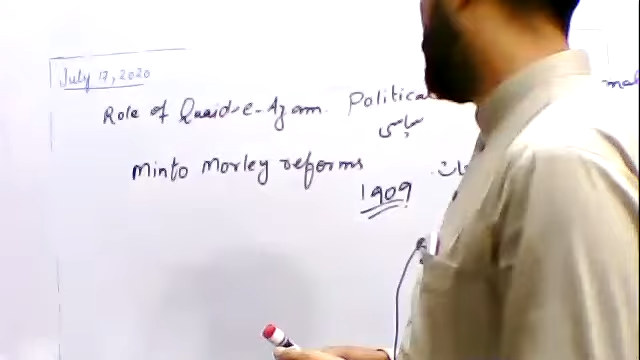 July 17, 2020
Role of Quaid-e-Azam. Political
سیاسی
Minto Morley reforms
1909